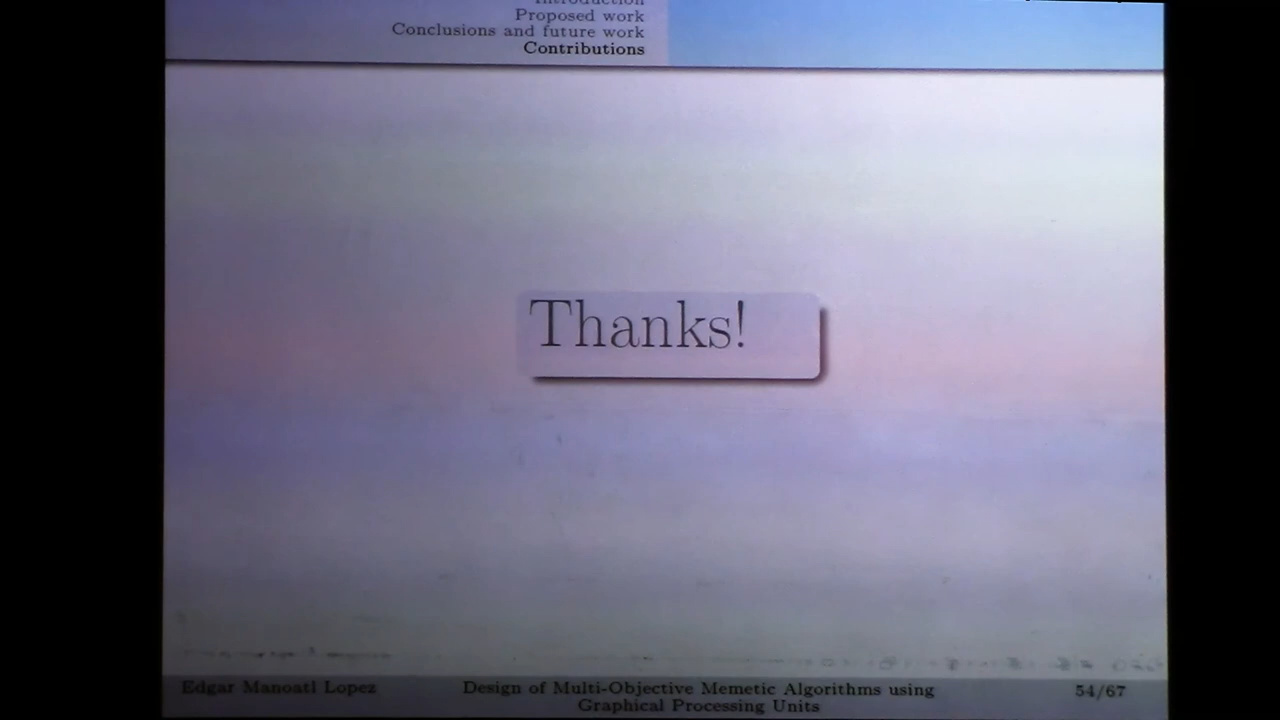 Introduction
Proposed work
Conclusions and future work
Contributions
Thanks!
Edgar Manoatl Lopez
Design of Multi-Objective Memetic Algorithms using
Graphical Processing Units
54/67